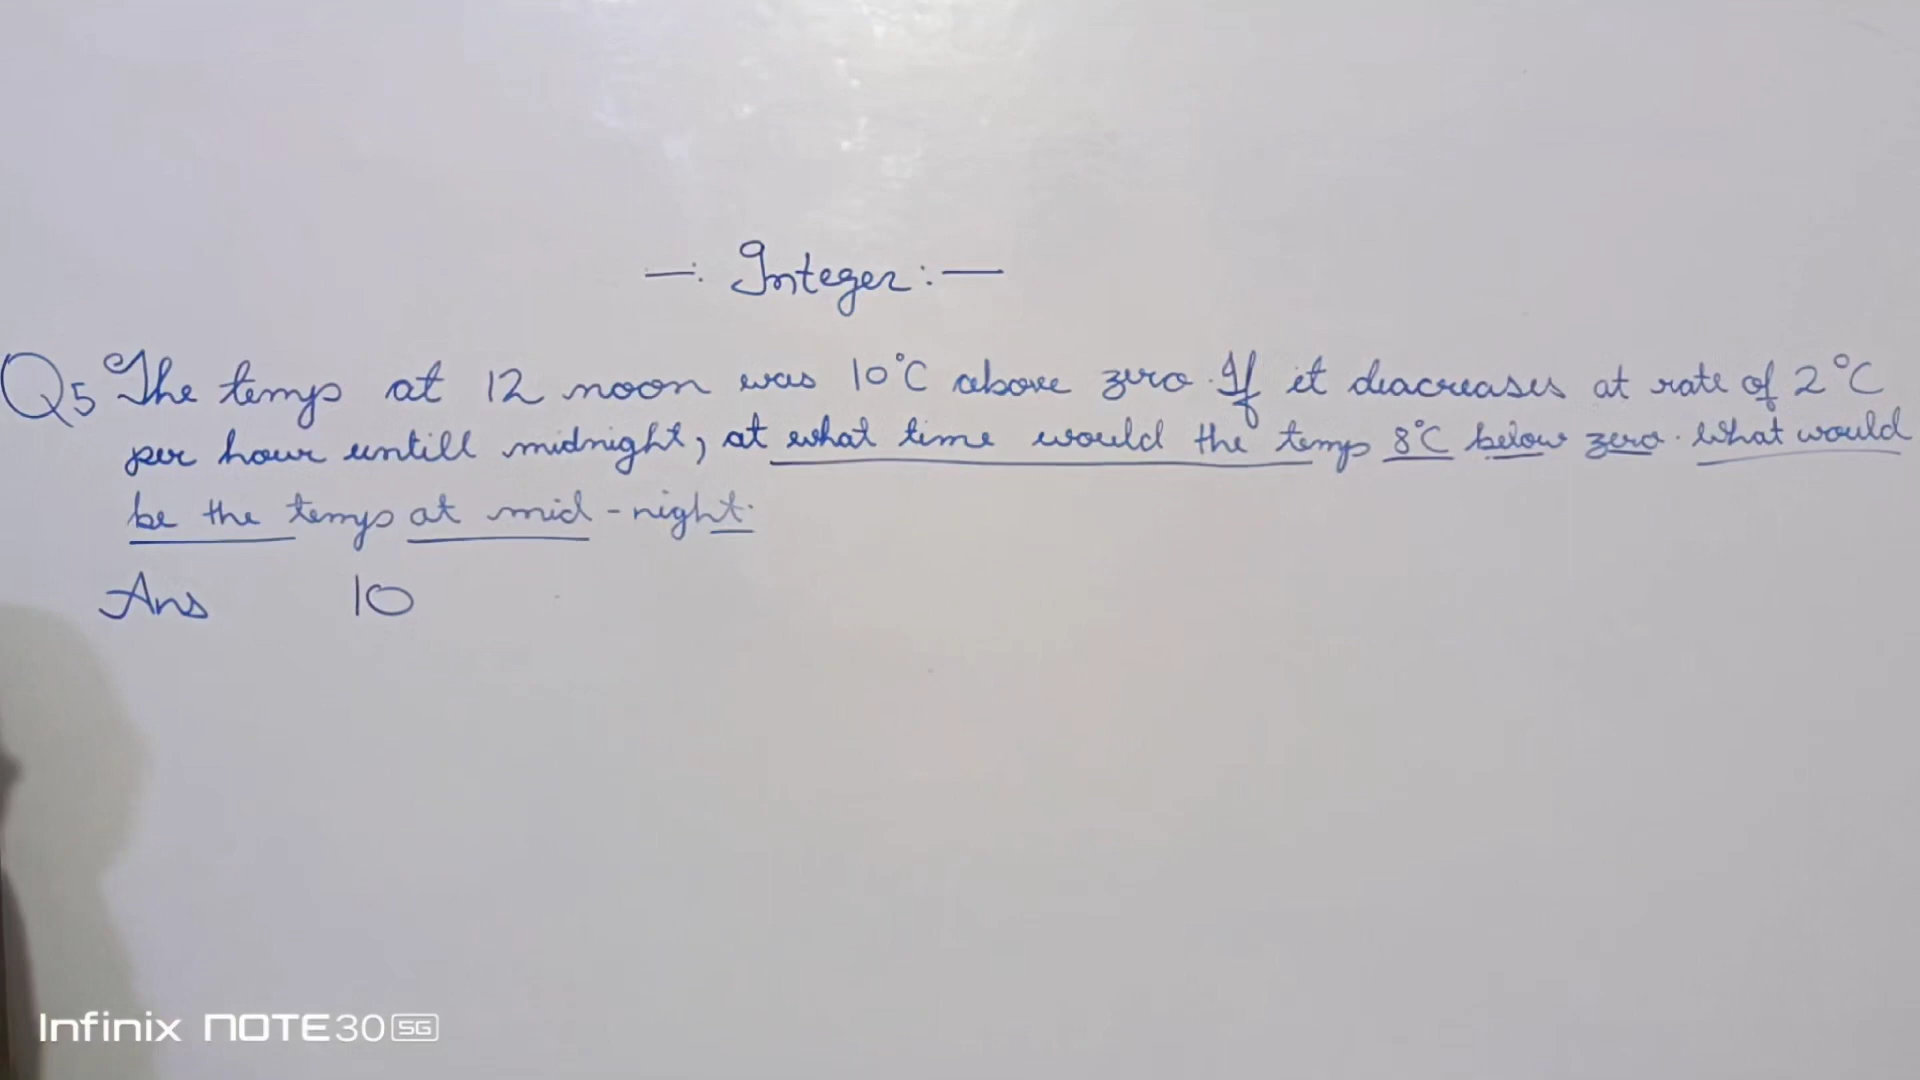 —: Integer :—
Q5 The temp at 12 noon was 10°C above zero. If it diacreases at rate of 2°C
per hour untill midnight, at what time would the temp 8°C below zero. What would
be the temp at mid-night.
Ans 10
Infinix NOTE 30 5G